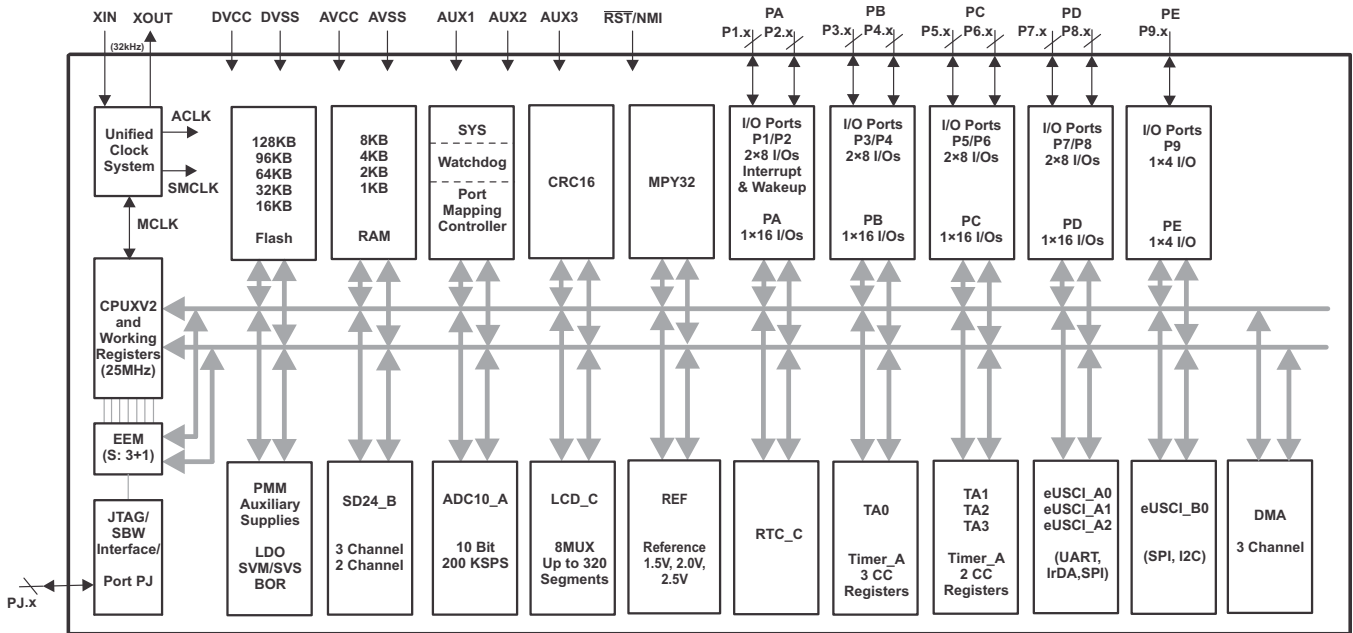 XIN
XOUT
(32kHz)
DVCC
DVSS
AVCC
AVSS
AUX1
AUX2
AUX3
RST/NMI
PA
P1.x
P2.x
PB
P3.x
P4.x
PC
P5.x
P6.x
PD
P7.x
P8.x
PE
P9.x
Unified
Clock
System
ACLK
SMCLK
MCLK
128KB
96KB
64KB
32KB
16KB
Flash
8KB
4KB
2KB
1KB
RAM
SYS
Watchdog
Port
Mapping
Controller
CRC16
MPY32
I/O Ports
P1/P2
2×8 I/Os
Interrupt
& Wakeup
PA
1×16 I/Os
I/O Ports
P3/P4
2×8 I/Os
PB
1×16 I/Os
I/O Ports
P5/P6
2×8 I/Os
PC
1×16 I/Os
I/O Ports
P7/P8
2×8 I/Os
PD
1×16 I/Os
I/O Ports
P9
1×4 I/O
PE
1×4 I/O
CPUXV2
and
Working
Registers
(25MHz)
EEM
(S: 3+1)
JTAG/
SBW
Interface/
Port PJ
PJ.x
PMM
Auxiliary
Supplies
LDO
SVM/SVS
BOR
SD24_B
3 Channel
2 Channel
ADC10_A
10 Bit
200 KSPS
LCD_C
8MUX
Up to 320
Segments
REF
Reference
1.5V, 2.0V,
2.5V
RTC_C
TA0
Timer_A
3 CC
Registers
TA1
TA2
TA3
Timer_A
2 CC
Registers
eUSCI_A0
eUSCI_A1
eUSCI_A2
(UART,
IrDA,SPI)
eUSCI_B0
(SPI, I2C)
DMA
3 Channel